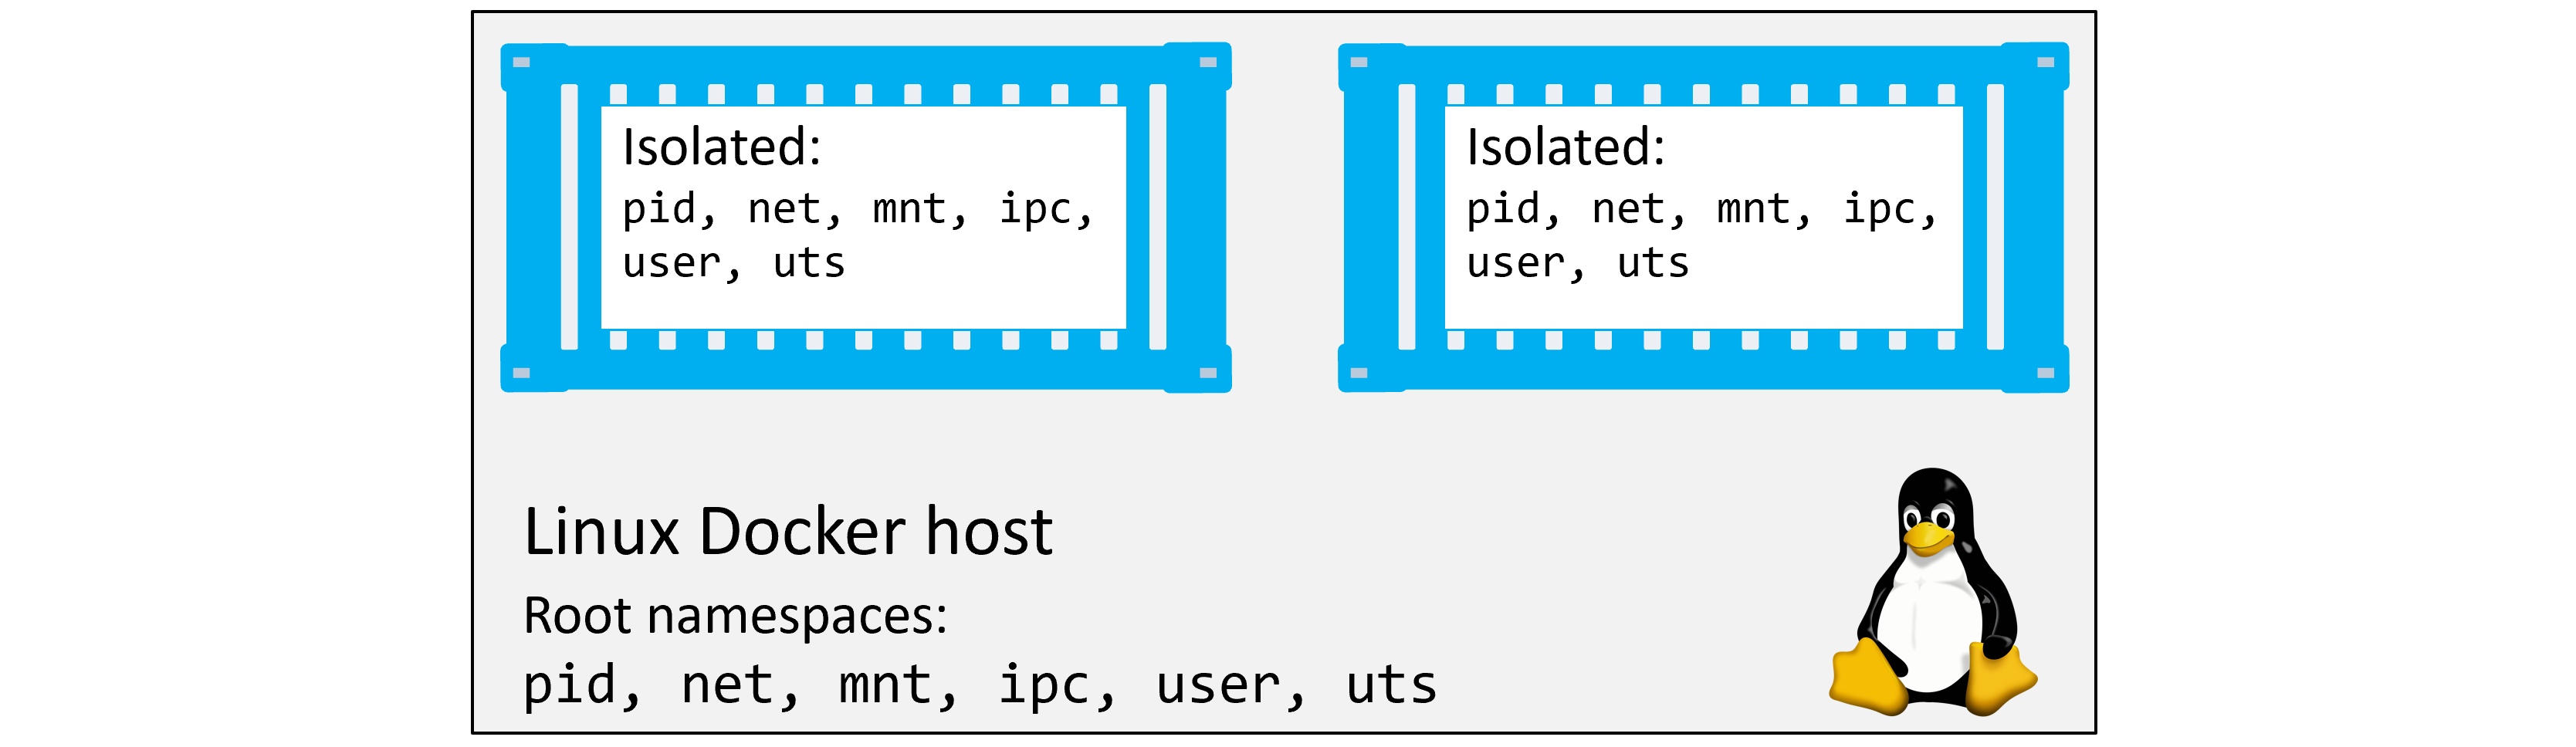 Isolated:
pid, net, mnt, ipc,
user, uts
Isolated:
pid, net, mnt, ipc,
user, uts
Linux Docker host
Root namespaces:
pid, net, mnt, ipc, user, uts